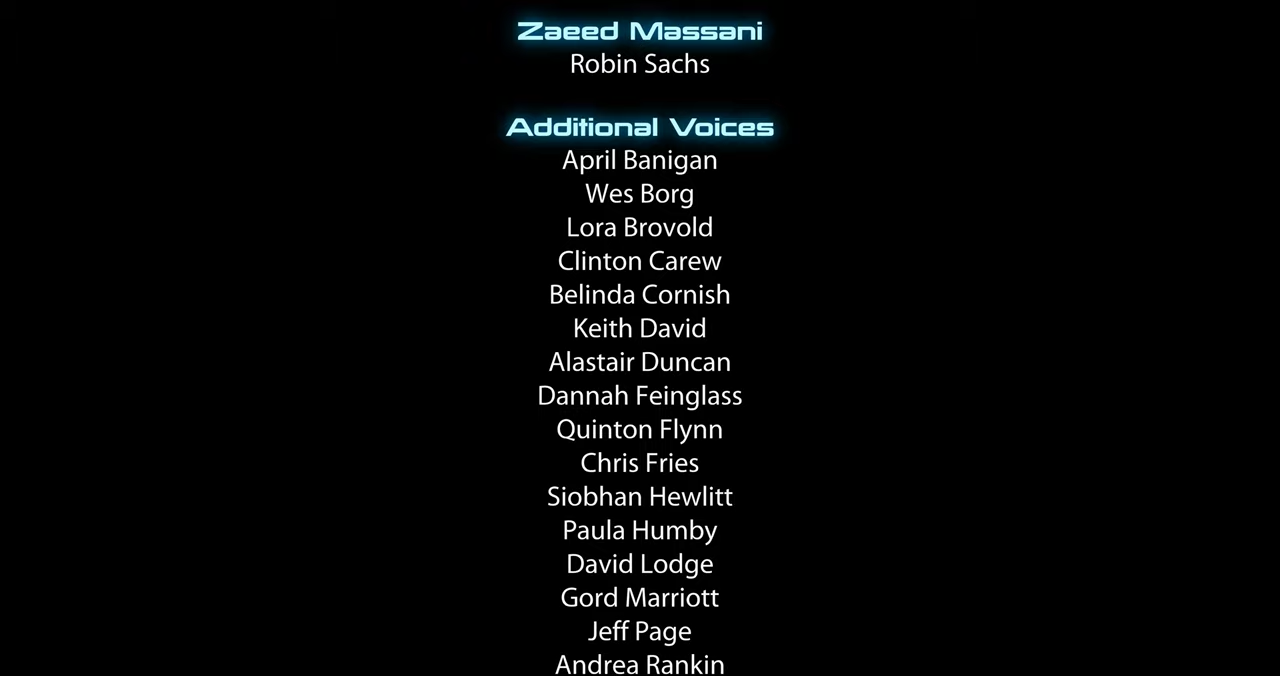 Zaeed Massani
Robin Sachs
Additional Voices
April Banigan
Wes Borg
Lora Brovold
Clinton Carew
Belinda Cornish
Keith David
Alastair Duncan
Dannah Feinglass
Quinton Flynn
Chris Fries
Siobhan Hewlitt
Paula Humby
David Lodge
Gord Marriott
Jeff Page
Andrea Rankin